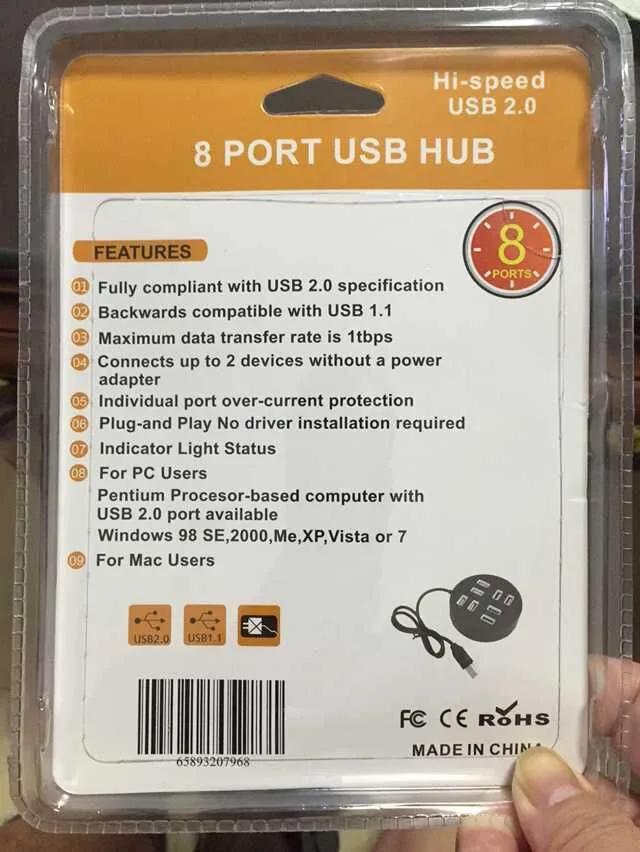 Hi-speed
USB 2.0
8 PORT USB HUB
8
PORTS
FEATURES
01 Fully compliant with USB 2.0 specification
02 Backwards compatible with USB 1.1
03 Maximum data transfer rate is 1tbps
04 Connects up to 2 devices without a power
adapter
05 Individual port over-current protection
06 Plug-and Play No driver installation required
07 Indicator Light Status
08 For PC Users
Pentium Procesor-based computer with
USB 2.0 port available
Windows 98 SE,2000,Me,XP,Vista or 7
09 For Mac Users
USB2.0 USB1.1
FC CE RoHS
MADE IN CHINA
65893207968